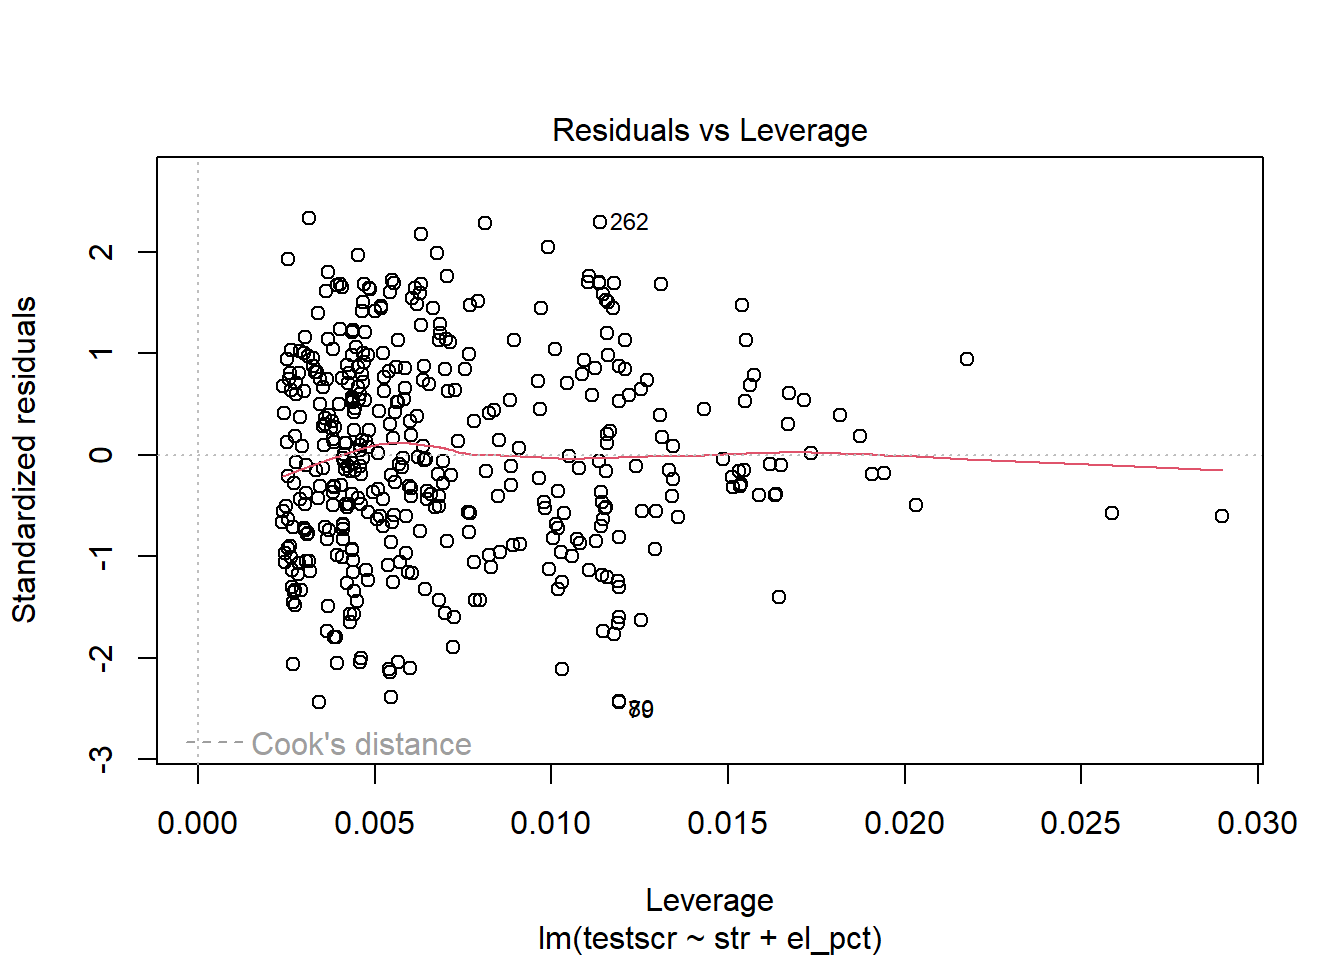 Residuals vs Leverage
Standardized residuals
2
1
0
-1
-2
-3
262
Cook's distance
0.000 0.005 0.010 0.015 0.020 0.025 0.030
Leverage
lm(testscr ~ str + el_pct)